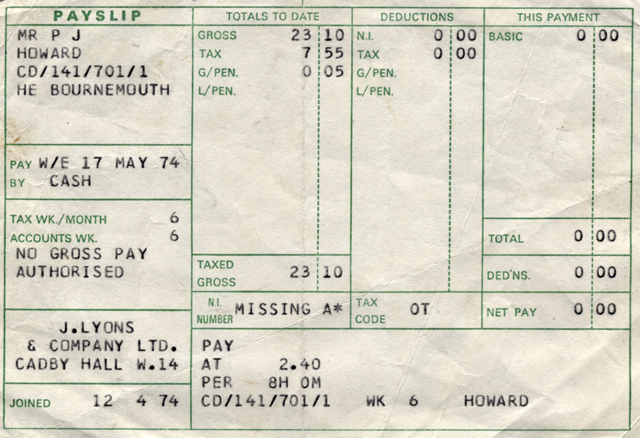 PAYSLIP
MR P J
HOWARD
CD/141/701/1
HE BOURNEMOUTH
PAY W/E 17 MAY 74
BY CASH
TAX WK./MONTH 6
ACCOUNTS WK. 6
NO GROSS PAY
AUTHORISED
J.LYONS
& COMPANY LTD.
CADBY HALL W.14
JOINED 12 4 74
TOTALS TO DATE
GROSS 23 10
TAX 7 55
G/PEN. 0 05
L/PEN.
TAXED
GROSS 23 10
DEDUCTIONS
N.I. 0 00
TAX 0 00
G/PEN.
L/PEN.
THIS PAYMENT
BASIC 0 00
TOTAL 0 00
DED'NS. 0 00
NET PAY 0 00
N.I.
NUMBER MISSING A*
TAX
CODE OT
PAY
AT 2.40
PER 8H 0M
CD/141/701/1 WK 6 HOWARD